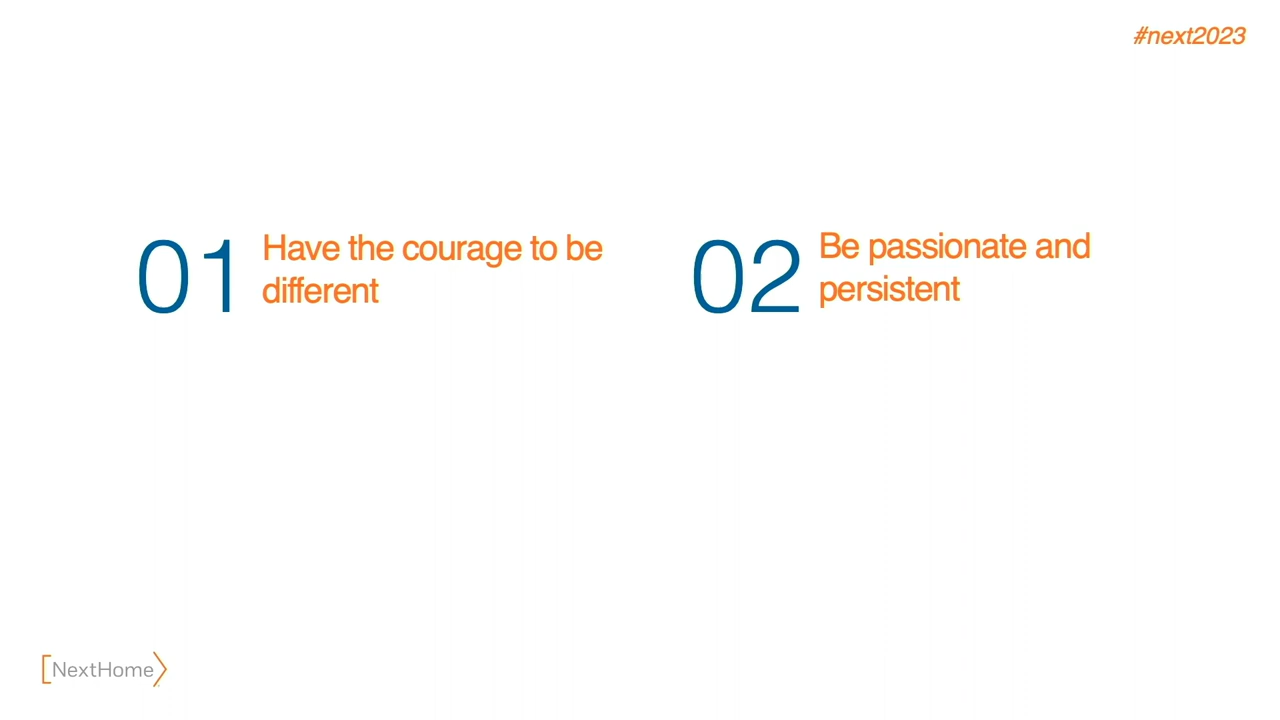 #next2023
01
Have the courage to be
different
02
Be passionate and
persistent
NextHome